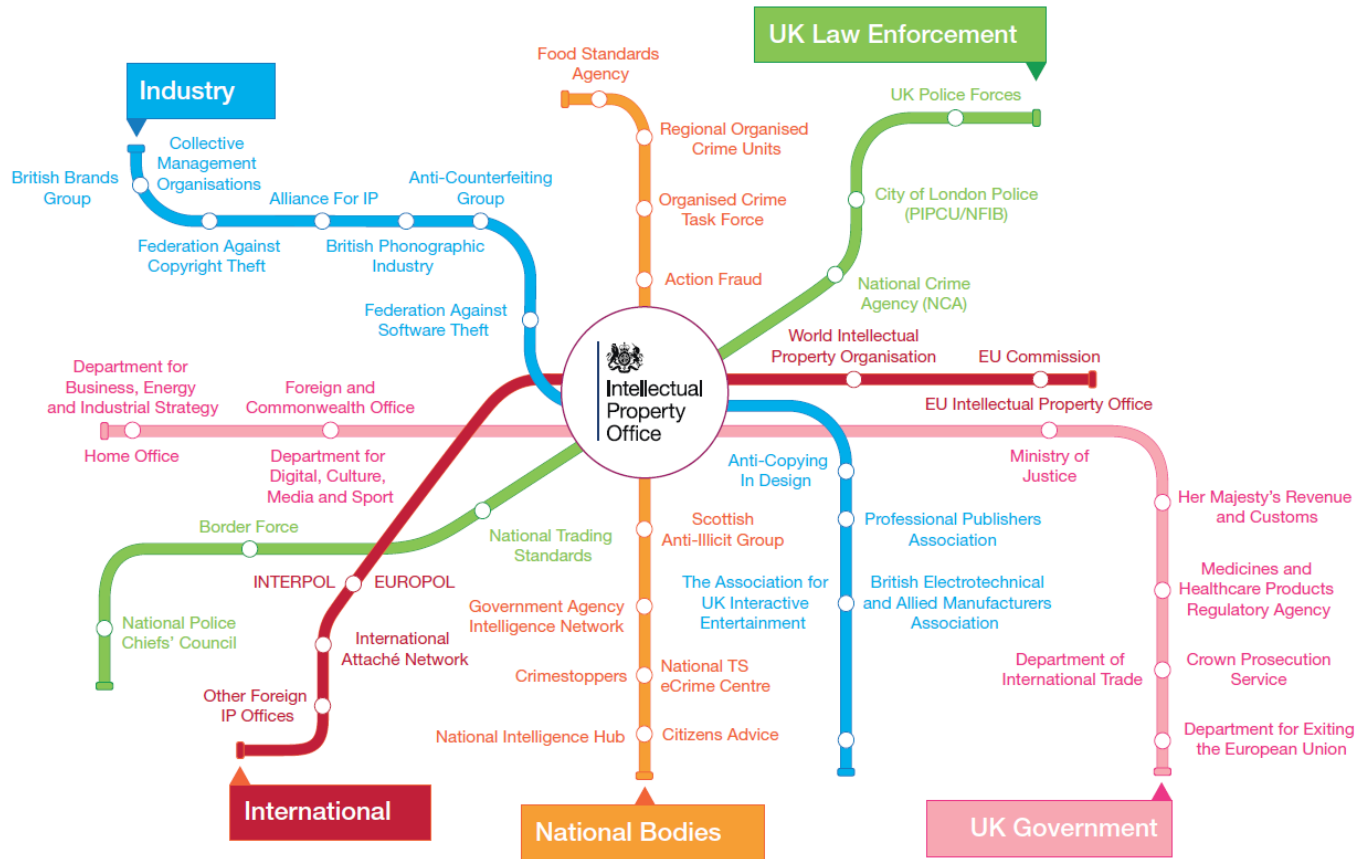 UK Law Enforcement
Food Standards
Agency
Industry
UK Police Forces
Regional Organised
Crime Units
Collective
Management
Organisations
British Brands
Group
Alliance For IP
Anti-Counterfeiting
Group
Organised Crime
Task Force
City of London Police
(PIPCU/NFIB)
Federation Against
Copyright Theft
British Phonographic
Industry
Action Fraud
National Crime
Agency (NCA)
Federation Against
Software Theft
World Intellectual
Property Organisation
EU Commission
Department for
Business, Energy
and Industrial Strategy
Foreign and
Commonwealth Office
Intellectual
Property
Office
EU Intellectual Property Office
Home Office
Department for
Digital, Culture,
Media and Sport
Anti-Copying
In Design
Ministry of
Justice
Her Majesty's Revenue
and Customs
Border Force
National Trading
Standards
Scottish
Anti-Illicit Group
Professional Publishers
Association
INTERPOL
EUROPOL
The Association for
UK Interactive
Entertainment
British Electrotechnical
and Allied Manufacturers
Association
Medicines and
Healthcare Products
Regulatory Agency
Government Agency
Intelligence Network
National Police
Chiefs' Council
International
Attaché Network
Crimestoppers
National TS
eCrime Centre
Department of
International Trade
Crown Prosecution
Service
Other Foreign
IP Offices
National Intelligence Hub
Citizens Advice
Department for Exiting
the European Union
International
National Bodies
UK Government